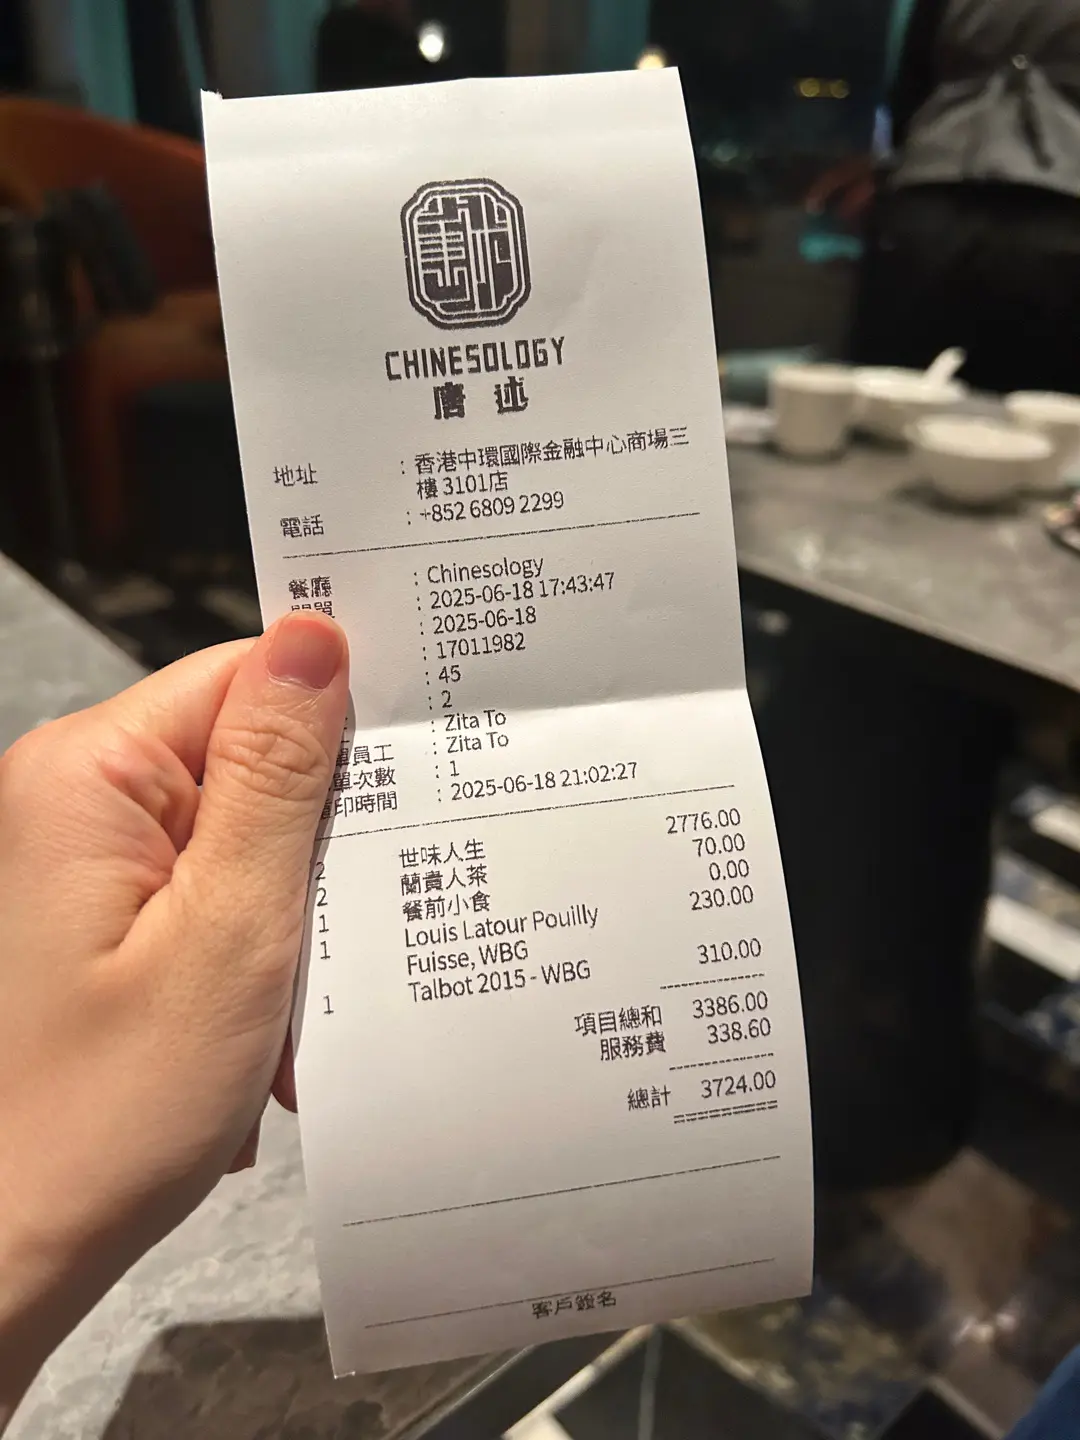 CHINESOLOGY
唐述
地址 : 香港中環國際金融中心商場三
樓 3101店
電話 : +852 6809 2299
餐廳 : Chinesology
開單 : 2025-06-18 17:43:47
: 2025-06-18
: 17011982
: 45
: 2
: Zita To
員工 : Zita To
單次數 : 1
印時間 : 2025-06-18 21:02:27
2 世味人生 2776.00
2 蘭貴人茶 70.00
1 餐前小食 0.00
1 Louis Latour Pouilly 230.00
Fuisse, WBG
1 Talbot 2015 - WBG 310.00
項目總和 3386.00
服務費 338.60
總計 3724.00
客戶簽名